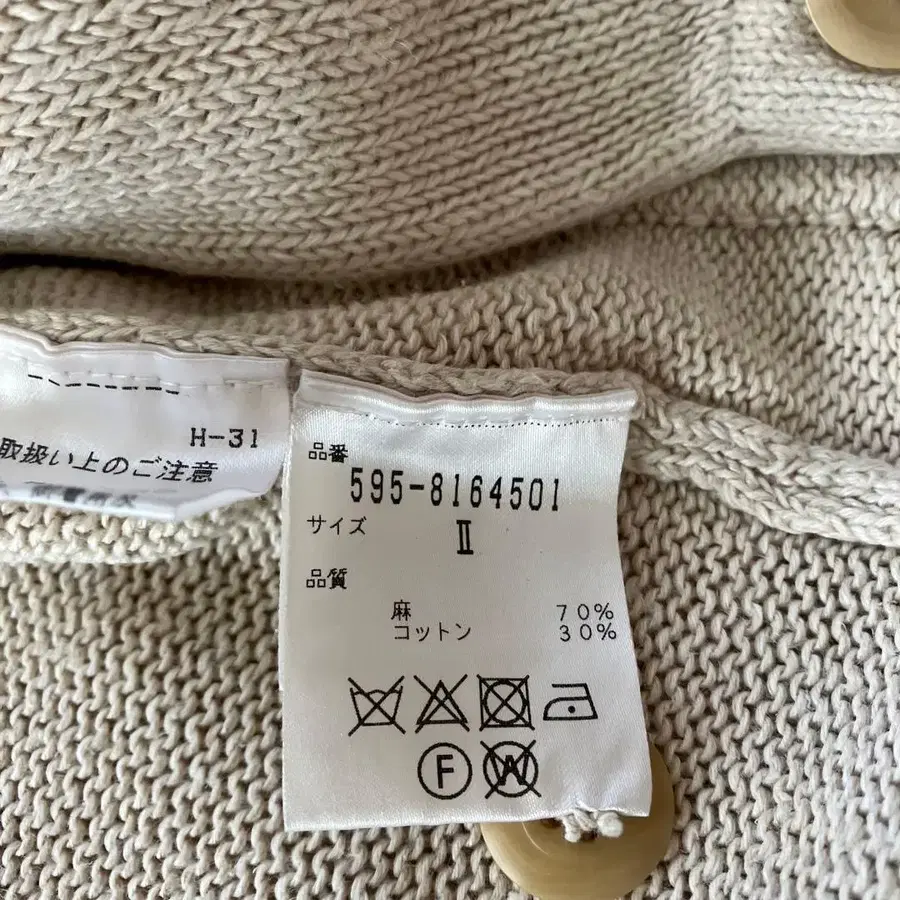 H-31
取扱い上のご注意
品番
595-8164501
サイズ
Ⅱ
品質
麻 70%
コットン 30%
F
W